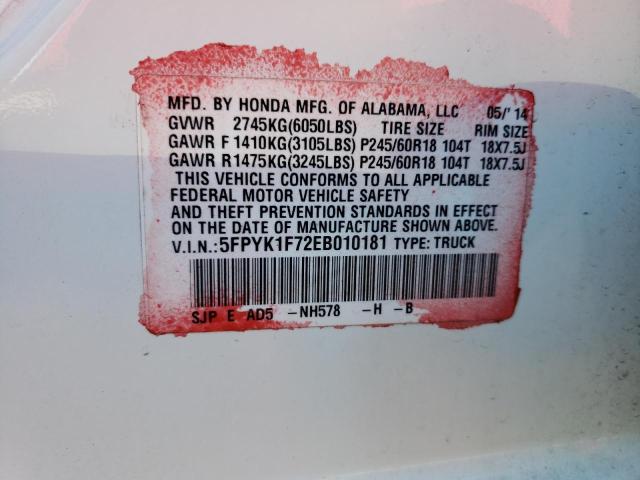 MFD. BY HONDA MFG. OF ALABAMA, LLC 05/'14
GVWR 2745KG(6050LBS) TIRE SIZE RIM SIZE
GAWR F 1410KG(3105LBS) P245/60R18 104T 18X7.5J
GAWR R 1475KG(3245LBS) P245/60R18 104T 18X7.5J
THIS VEHICLE CONFORMS TO ALL APPLICABLE
FEDERAL MOTOR VEHICLE SAFETY
AND THEFT PREVENTION STANDARDS IN EFFECT
ON THE DATE OF MANUFACTURE SHOWN ABOVE.
V.I.N.: 5FPYK1F72EB010181 TYPE: TRUCK
SJP E AD5 -NH578 -H -B